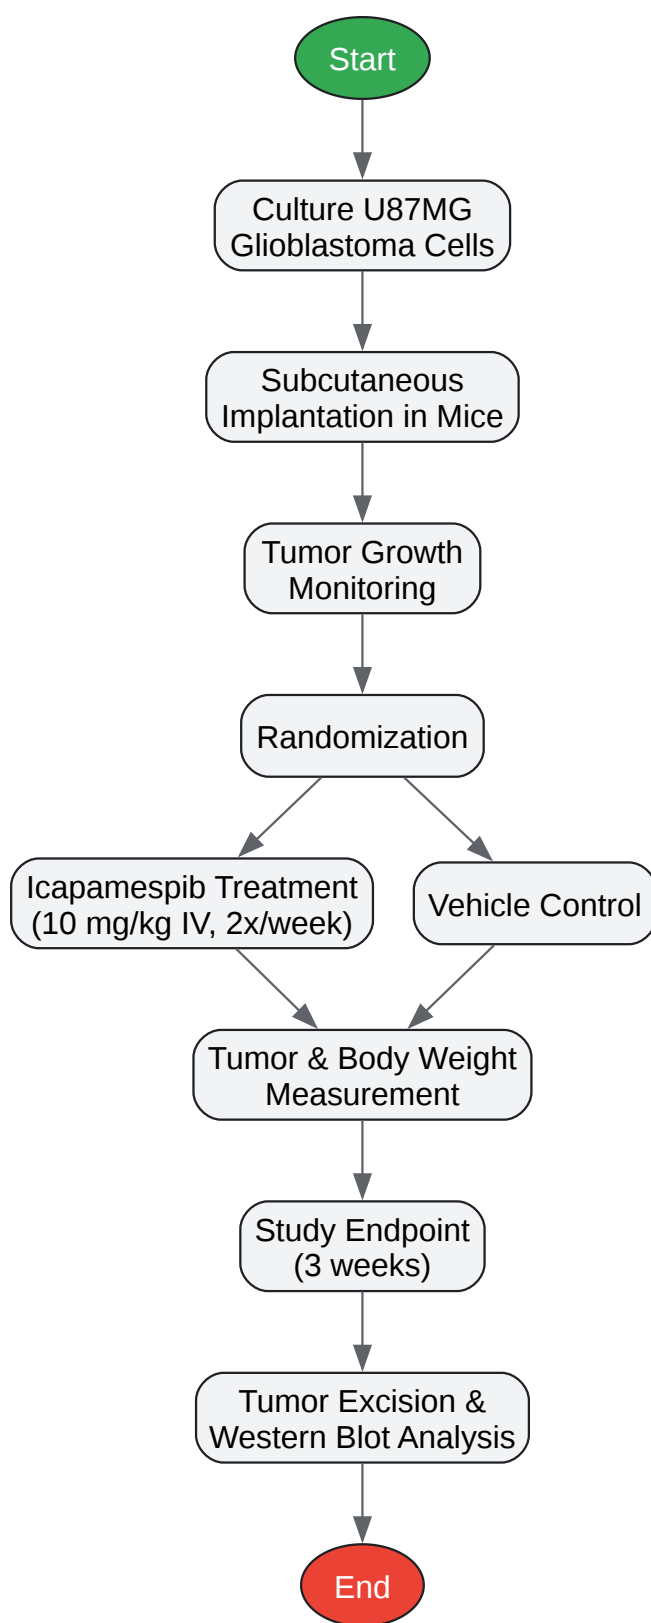 Start
Culture U87MG
Glioblastoma Cells
Subcutaneous
Implantation in Mice
Tumor Growth
Monitoring
Randomization
Icapamespib Treatment
(10 mg/kg IV, 2x/week)
Vehicle Control
Tumor & Body Weight
Measurement
Study Endpoint
(3 weeks)
Tumor Excision &
Western Blot Analysis
End